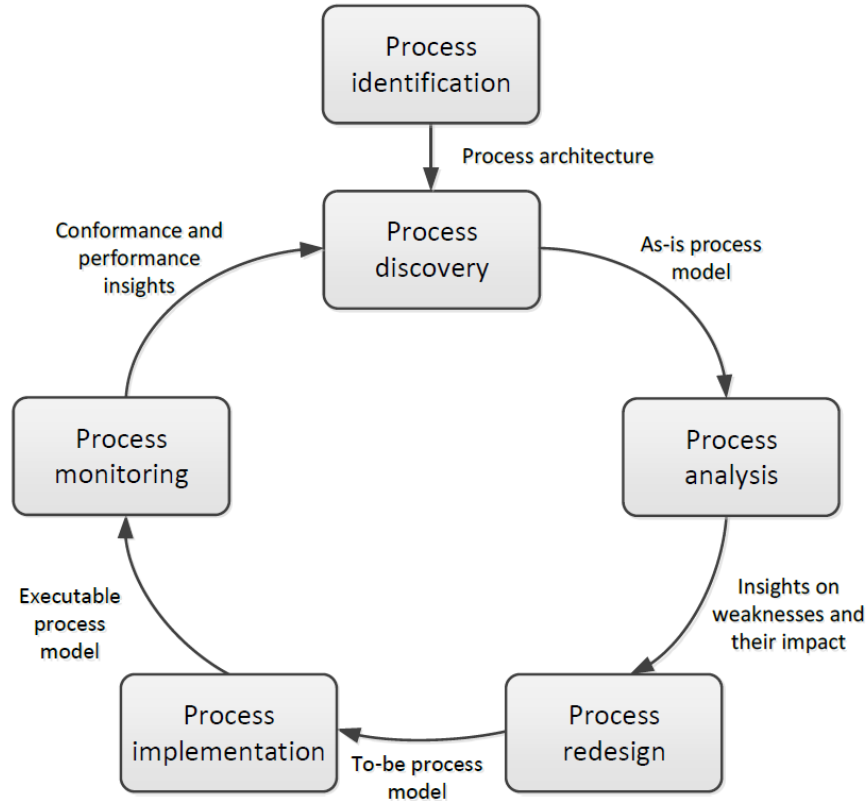 Process
identification
Process architecture
Process
discovery
As-is process
model
Process
analysis
Insights on
weaknesses and
their impact
Process
redesign
To-be process
model
Process
implementation
Executable
process
model
Process
monitoring
Conformance and
performance
insights